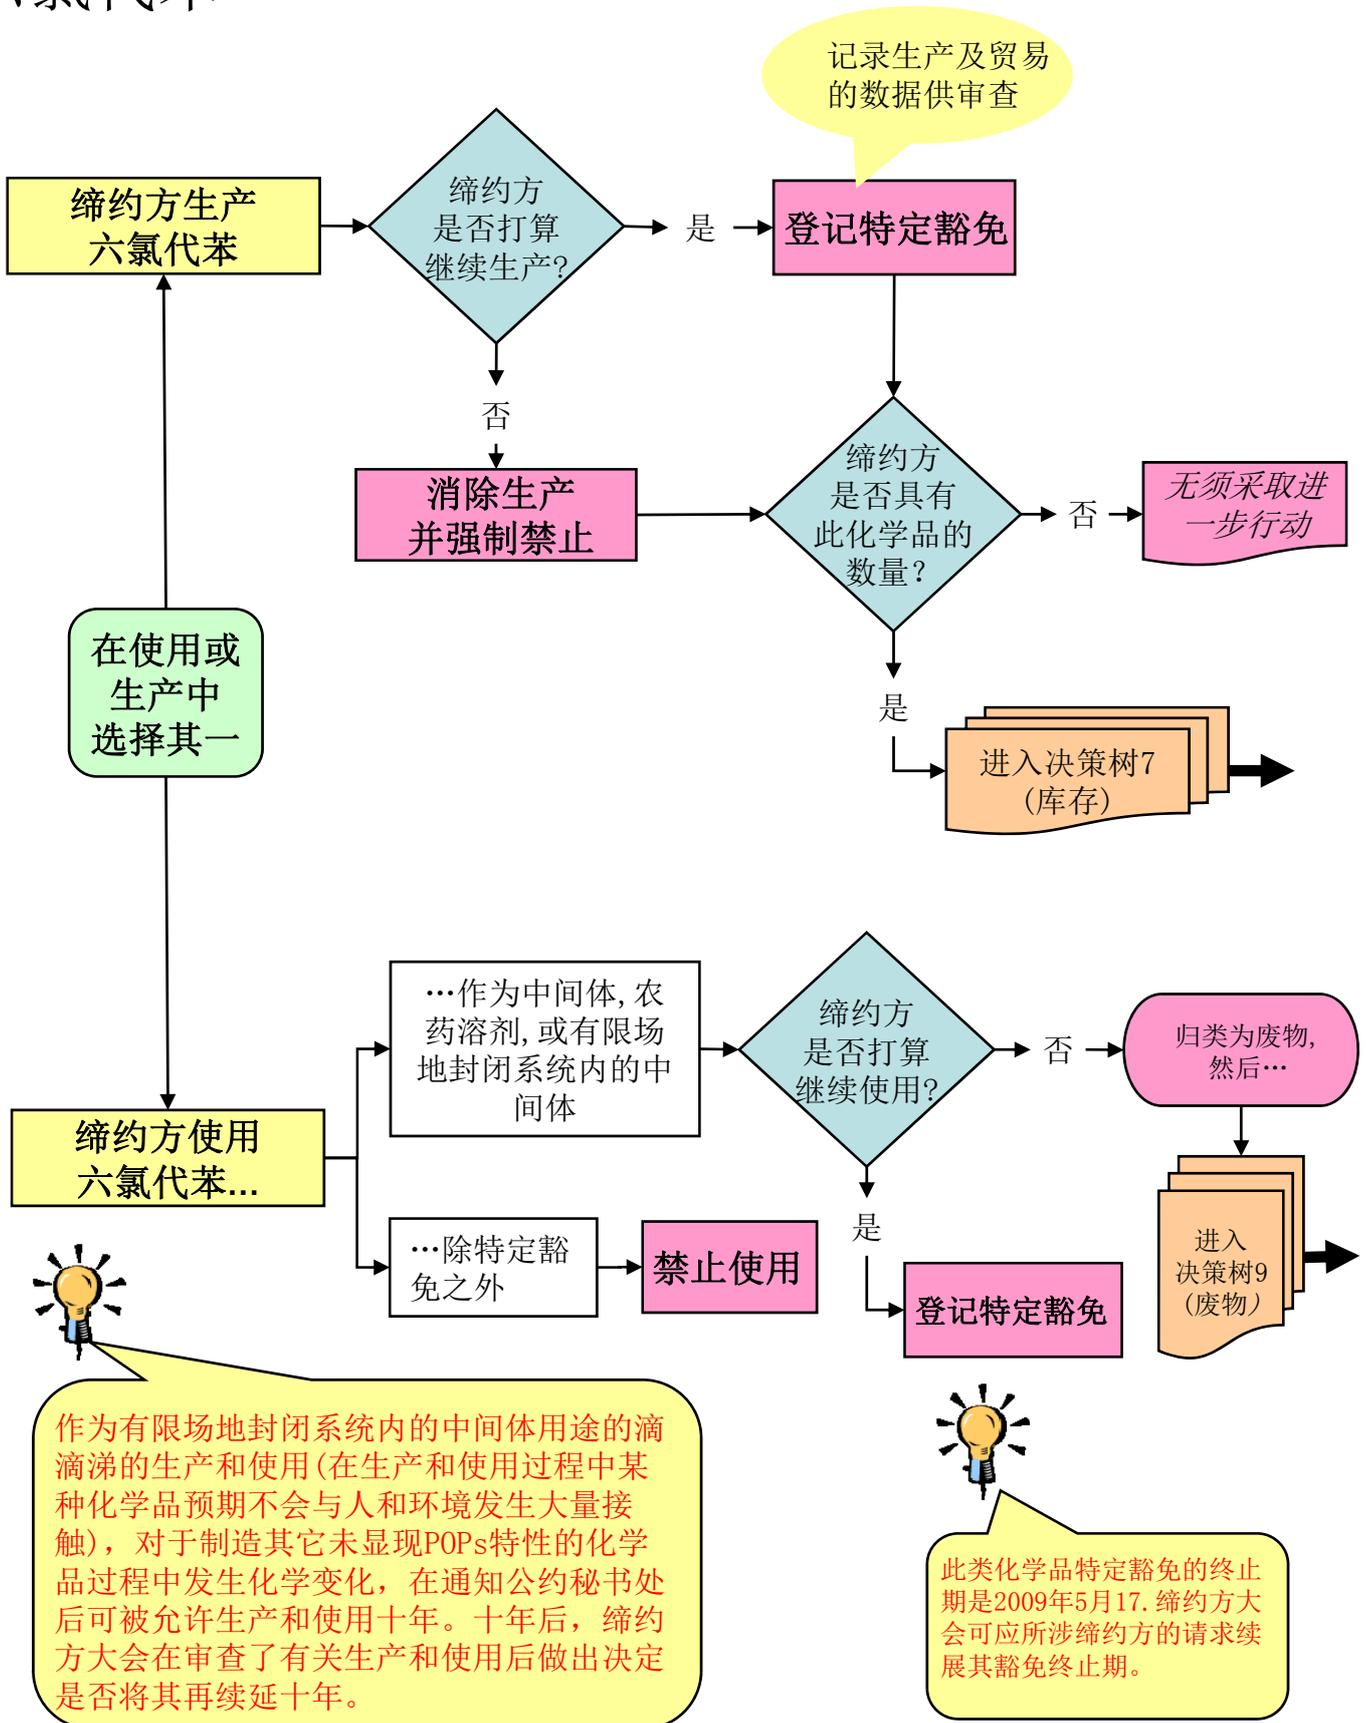 六氯代苯
记录生产及贸易
的数据供审查
缔约方生产
六氯代苯
缔约方
是否打算
继续生产?
是
登记特定豁免
否
消除生产
并强制禁止
缔约方
是否具有
此化学品的
数量？
否
无须采取进
一步行动
在使用或
生产中
选择其一
是
进入决策树7
(库存)
…作为中间体,农
药溶剂,或有限场
地封闭系统内的中
间体
缔约方
是否打算
继续使用?
否
归类为废物,
然后…
缔约方使用
六氯代苯…
…除特定豁
免之外
禁止使用
是
登记特定豁免
进入
决策树9
(废物)
作为有限场地封闭系统内的中间体用途的滴
滴涕的生产和使用(在生产和使用过程中某
种化学品预期不会与人和环境发生大量接
触)，对于制造其它未显现POPs特性的化学
品过程中发生化学变化，在通知公约秘书处
后可被允许生产和使用十年。十年后，缔约
方大会在审查了有关生产和使用后做出决定
是否将其再续延十年。
此类化学品特定豁免的终止
期是2009年5月17.缔约方大
会可应所涉缔约方的请求续
展其豁免终止期。